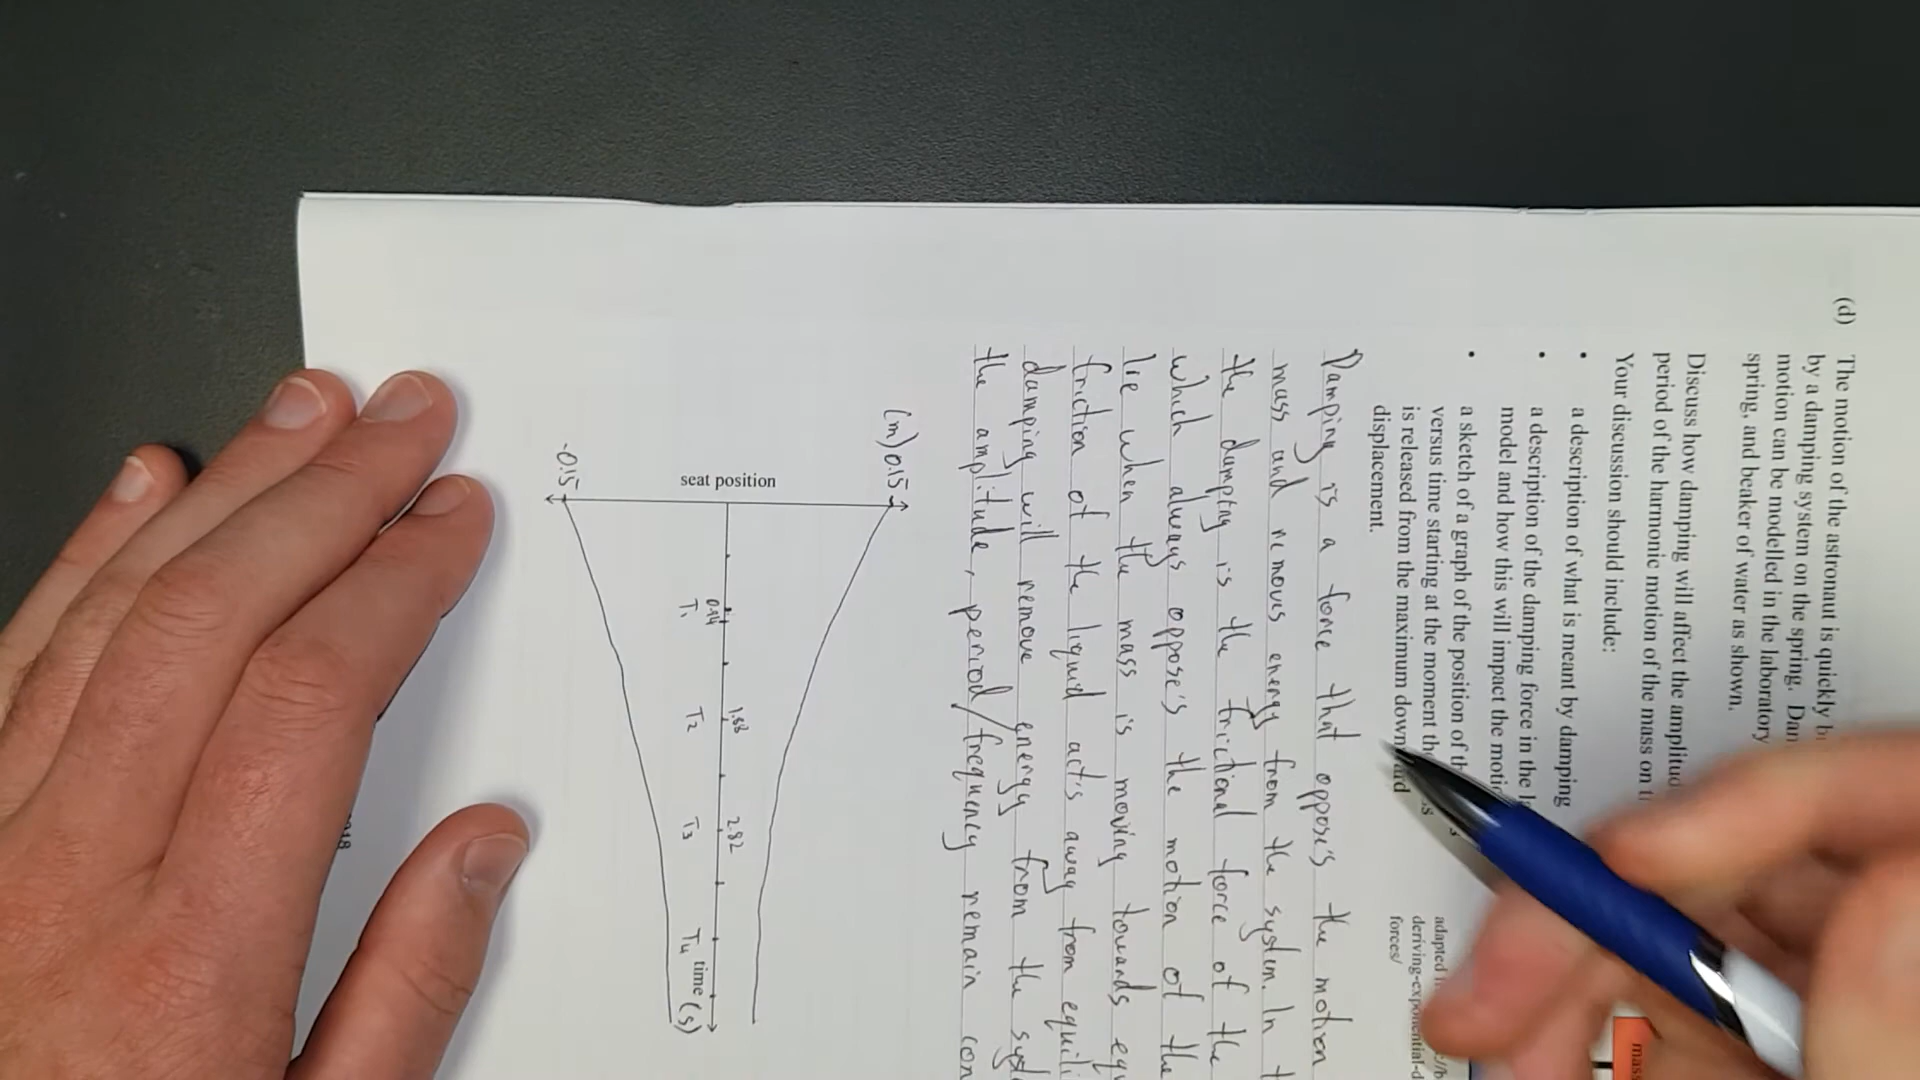 (d) The motion of the astronaut is quickly
by a damping system on the spring.
motion can be modelled in the laboratory
spring, and beaker of water as shown.
Discuss how damping will affect the
period of the harmonic motion of the mass on
Your discussion should include:
• a description of what is meant by damping
• a description of the damping force in the
model and how this will impact the
• a sketch of a graph of the position of
versus time starting at the moment
is released from the maximum
displacement.
adapted
forces/
mass
Damping is a force that oppose's the motion
mass and removes energy from the system. In
the damping is the frictional force of the
which always oppose's the motion of the
lie when the mass is moving towards
friction of the liquid act's away from
damping will remove energy from the
the amplitude, period/frequency remain
(m) 0.15
seat position
-0.15
0.94
1.88
2.82
T1
T2
T3
T4
time (s)